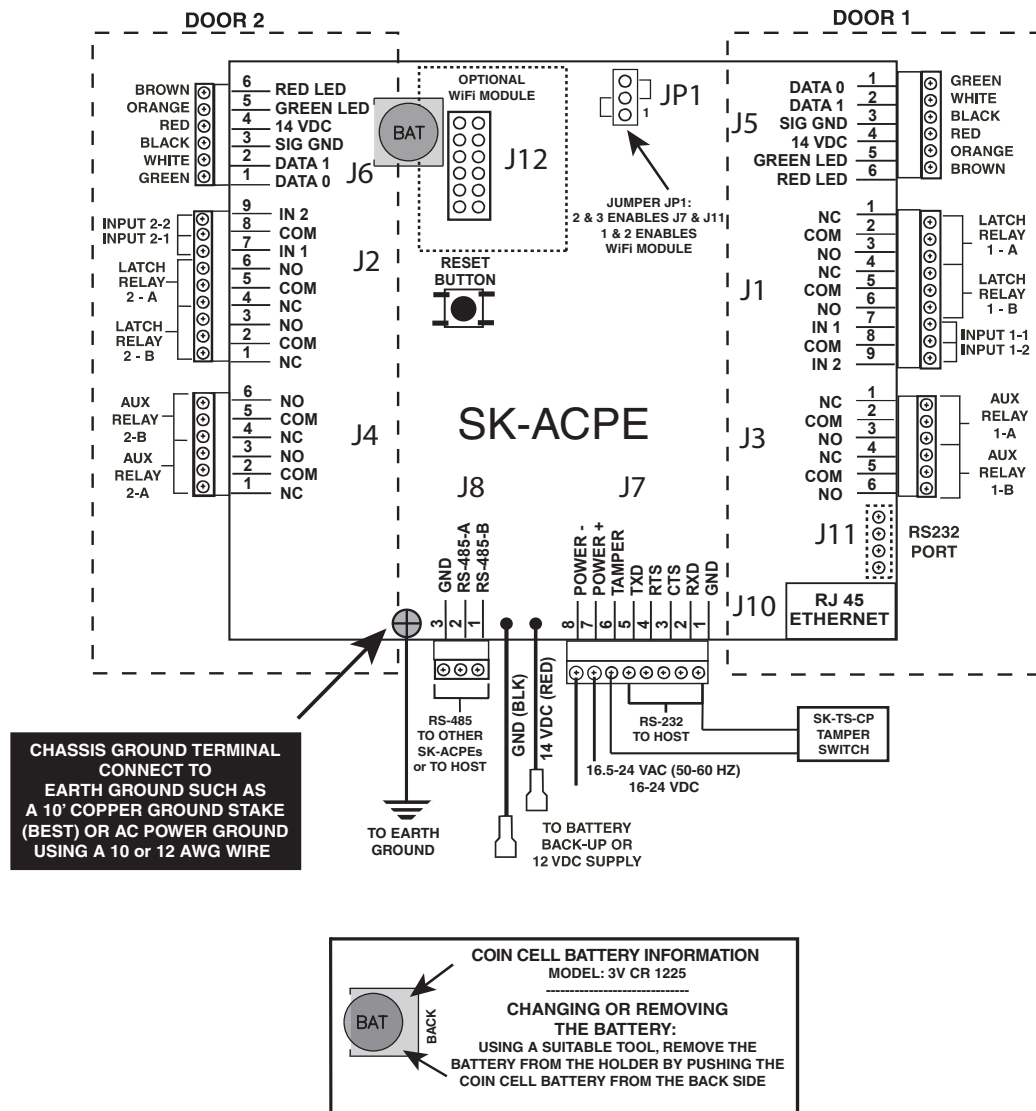 DOOR 2
DOOR 1
BROWN
ORANGE
RED
BLACK
WHITE
GREEN
6 RED LED
5 GREEN LED
4 14 VDC
3 SIG GND
2 DATA 1
1 DATA 0
J6
INPUT 2-2
INPUT 2-1
LATCH
RELAY
2 - A
LATCH
RELAY
2 - B
9 IN 2
8 COM
7 IN 1
6 NO
5 COM
4 NC
3 NO
2 COM
1 NC
J2
AUX
RELAY
2-B
AUX
RELAY
2-A
6 NO
5 COM
4 NC
3 NO
2 COM
1 NC
J4
OPTIONAL
WiFi MODULE
BAT
J12
RESET
BUTTON
JP1
1
JUMPER JP1:
2 & 3 ENABLES J7 & J11
1 & 2 ENABLES
WiFi MODULE
SK-ACPE
DATA 0 1
DATA 1 2
SIG GND 3
14 VDC 4
GREEN LED 5
RED LED 6
J5
GREEN
WHITE
BLACK
RED
ORANGE
BROWN
NC 1
COM 2
NO 3
NC 4
COM 5
NO 6
IN 1 7
COM 8
IN 2 9
J1
LATCH
RELAY
1 - A
LATCH
RELAY
1 - B
INPUT 1-1
INPUT 1-2
NC 1
COM 2
NO 3
NC 4
COM 5
NO 6
J3
AUX
RELAY
1-A
AUX
RELAY
1-B
J11
RS232
PORT
J10
RJ 45
ETHERNET
J8
GND 3
RS-485-A 2
RS-485-B 1
J7
POWER - 8
POWER + 7
TAMPER 6
TXD 5
RTS 4
CTS 3
RXD 2
GND 1
RS-485
TO OTHER
SK-ACPEs
or TO HOST
GND (BLK)
14 VDC (RED)
RS-232
TO HOST
SK-TS-CP
TAMPER
SWITCH
16.5-24 VAC (50-60 HZ)
16-24 VDC
TO EARTH
GROUND
TO BATTERY
BACK-UP OR
12 VDC SUPPLY
CHASSIS GROUND TERMINAL
CONNECT TO
EARTH GROUND SUCH AS
A 10’ COPPER GROUND STAKE
(BEST) OR AC POWER GROUND
USING A 10 or 12 AWG WIRE
BAT
BACK
COIN CELL BATTERY INFORMATION
MODEL: 3V CR 1225
-------------------------------
CHANGING OR REMOVING
THE BATTERY:
USING A SUITABLE TOOL, REMOVE THE
BATTERY FROM THE HOLDER BY PUSHING THE
COIN CELL BATTERY FROM THE BACK SIDE